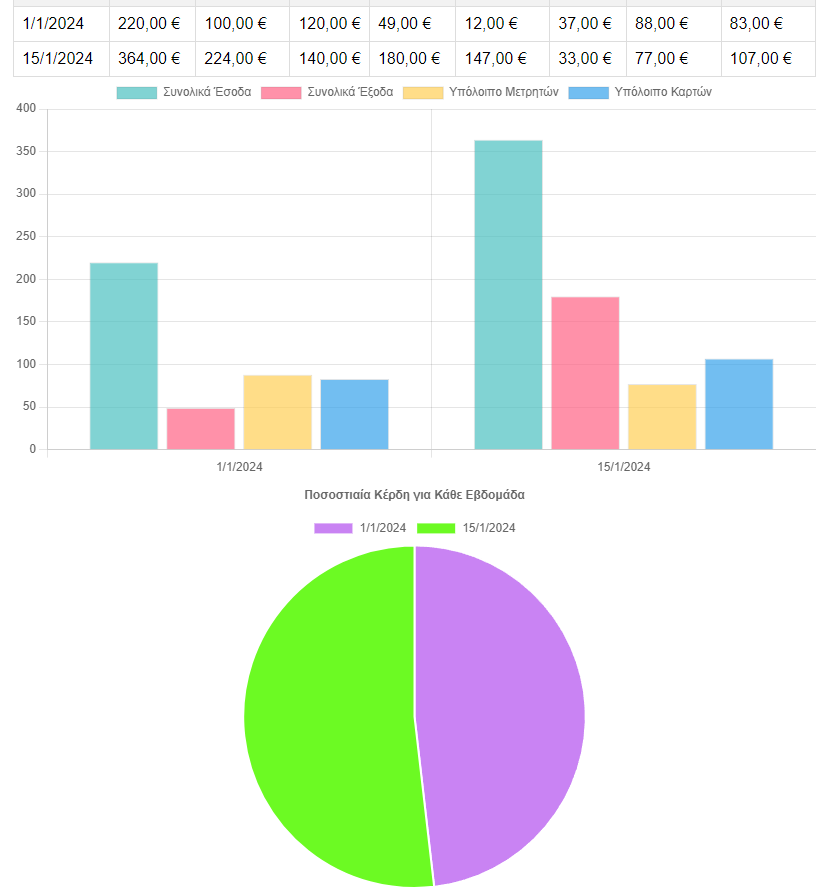 1/1/2024 220,00 € 100,00 € 120,00 € 49,00 € 12,00 € 37,00 € 88,00 € 83,00 €
15/1/2024 364,00 € 224,00 € 140,00 € 180,00 € 147,00 € 33,00 € 77,00 € 107,00 €
Συνολικά Έσοδα Συνολικά Έξοδα Υπόλοιπο Μετρητών Υπόλοιπο Καρτών
400
350
300
250
200
150
100
50
0
1/1/2024 15/1/2024
Ποσοστιαία Κέρδη για Κάθε Εβδομάδα
1/1/2024 15/1/2024